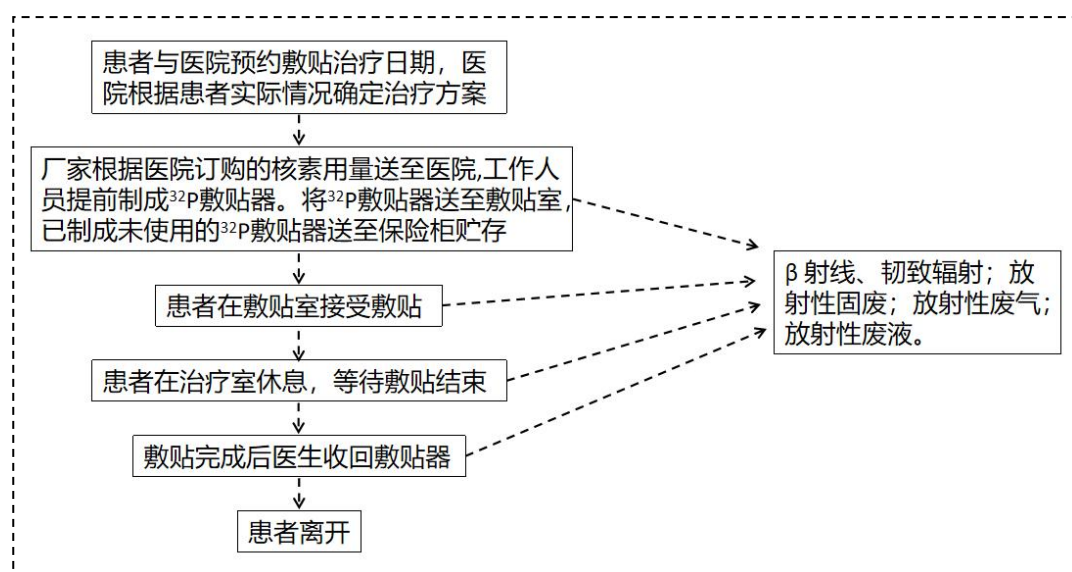 患者与医院预约敷贴治疗日期，医
院根据患者实际情况确定治疗方案
厂家根据医院订购的核素用量送至医院,工作人
员提前制成³²P敷贴器。将³²P敷贴器送至敷贴室，
已制成未使用的³²P敷贴器送至保险柜贮存
患者在敷贴室接受敷贴
患者在治疗室休息，等待敷贴结束
敷贴完成后医生收回敷贴器
患者离开
β射线、韧致辐射；放
射性固废；放射性废气；
放射性废液。